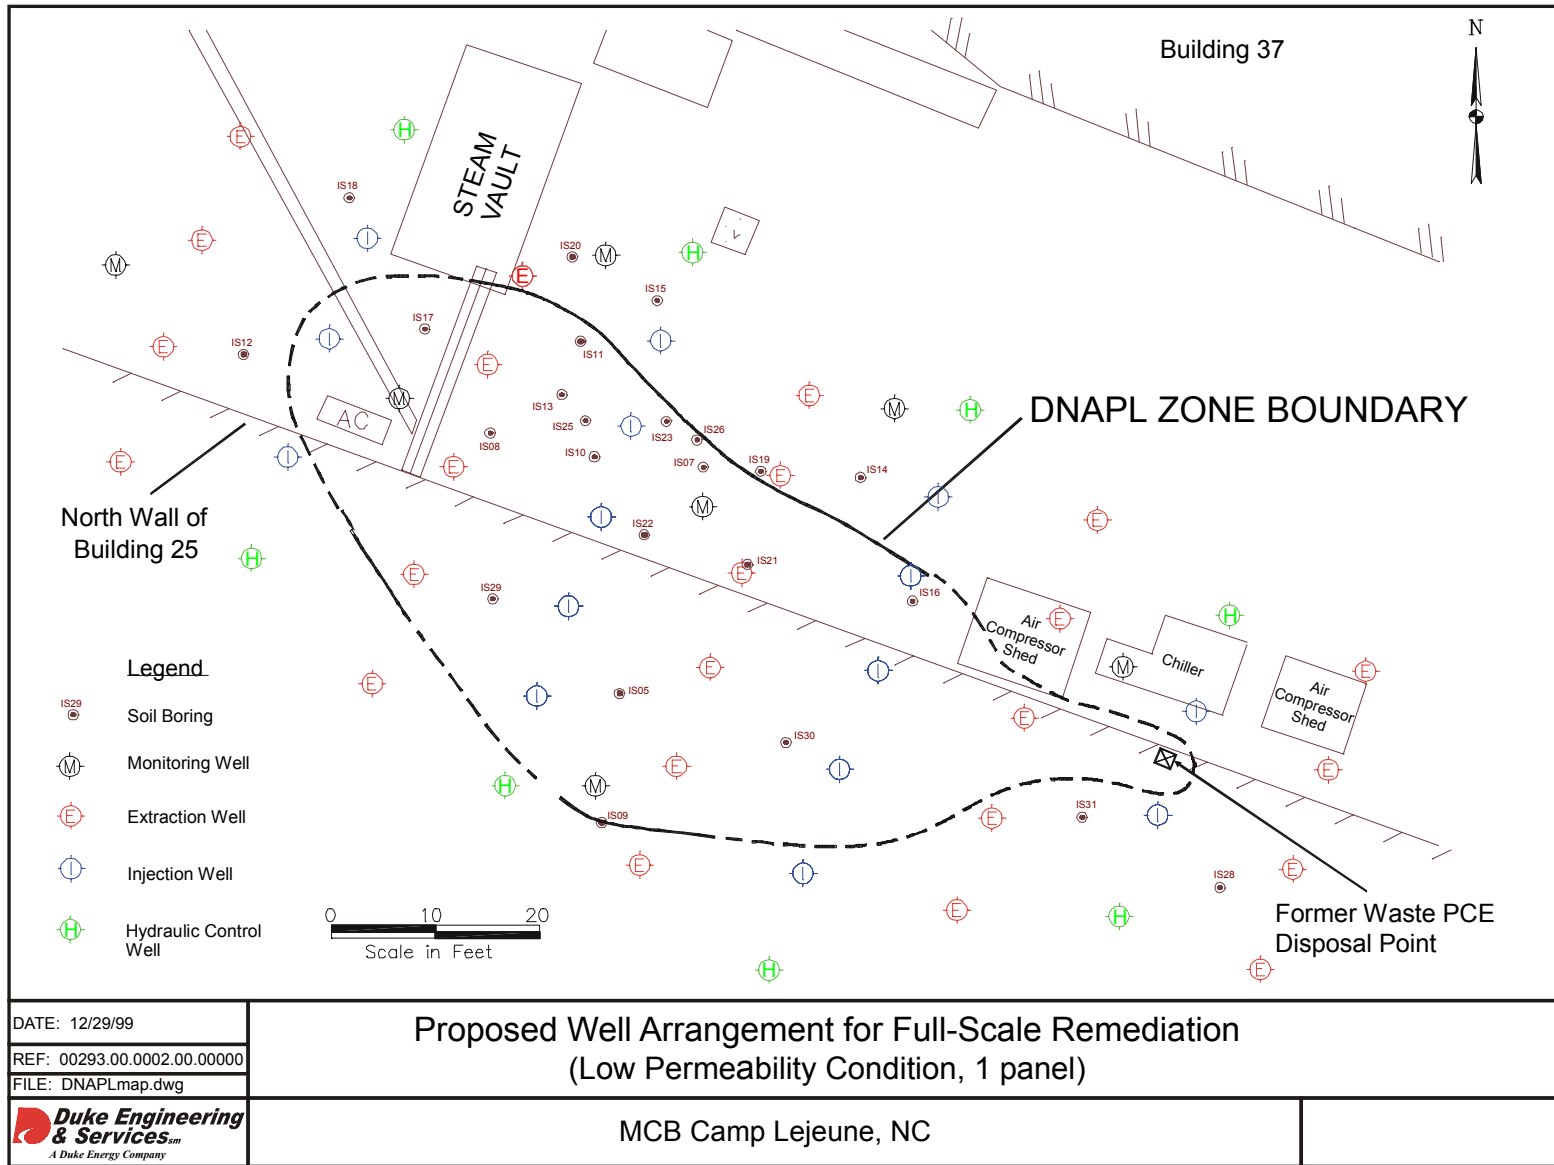 Building 37
N
E
H
STEAM
VAULT
IS18
I
E
M
IS20
M
H
v
E
IS15
IS17
IS12
E
I
IS11
I
E
E
M
H
DNAPL ZONE BOUNDARY
AC
M
IS13
IS25
I
IS23
IS26
IS08
IS10
IS07
IS19
E
IS14
E
I
E
I
M
E
North Wall of
Building 25
I
IS22
H
E
IS21
E
I
IS16
IS29
I
Air
Compressor
Shed
E
H
M
Chiller
Air
Compressor
Shed
E
E
I
E
IS05
I
I
E
IS30
E
I
E
H
M
IS09
E
IS31
I
E
I
E
IS28
E
H
E
H
Former Waste PCE
Disposal Point
Legend
IS29
Soil Boring
M
Monitoring Well
E
Extraction Well
I
Injection Well
H
Hydraulic Control
Well
0 10 20
Scale in Feet
DATE: 12/29/99
REF: 00293.00.0002.00.00000
FILE: DNAPLmap.dwg
Proposed Well Arrangement for Full-Scale Remediation
(Low Permeability Condition, 1 panel)
Duke Engineering
& Services sm
A Duke Energy Company
MCB Camp Lejeune, NC